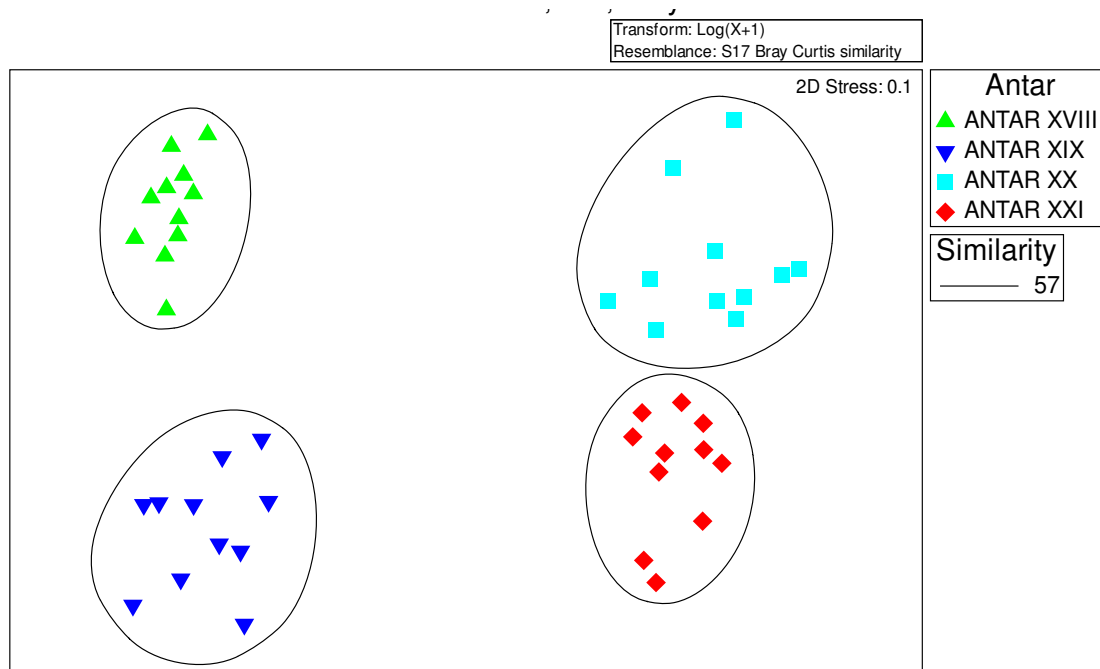 Transform: Log(X+1)
Resemblance: S17 Bray Curtis similarity
2D Stress: 0.1
Antar
ANTAR XVIII
ANTAR XIX
ANTAR XX
ANTAR XXI
Similarity
57